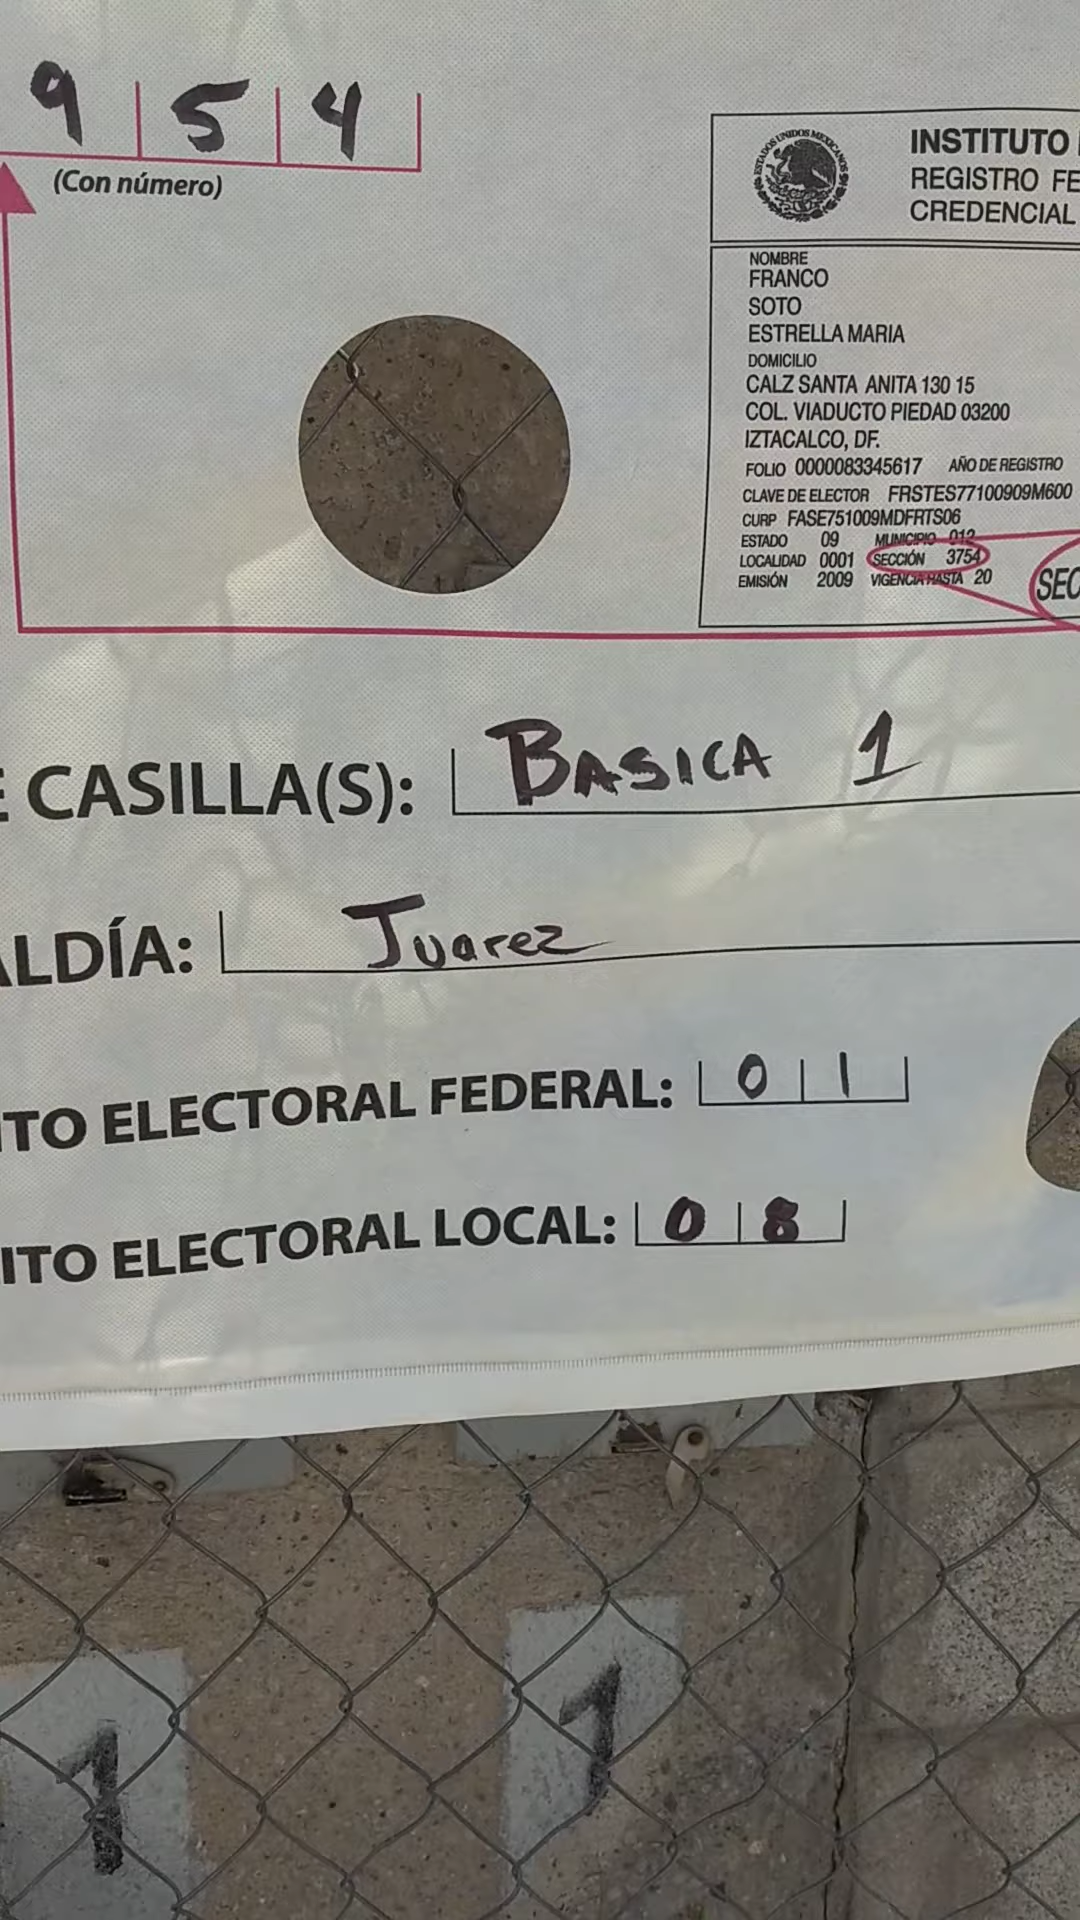 9 5 4
(Con número)
ESTADOS UNIDOS MEXICANOS
INSTITUTO
REGISTRO FE
CREDENCIAL
NOMBRE
FRANCO
SOTO
ESTRELLA MARIA
DOMICILIO
CALZ SANTA ANITA 130 15
COL. VIADUCTO PIEDAD 03200
IZTACALCO, DF.
FOLIO 0000083345617 AÑO DE REGISTRO
CLAVE DE ELECTOR FRSTES77100909M600
CURP FASE751009MDFRTS06
ESTADO 09 MUNICIPIO 012
LOCALIDAD 0001 SECCIÓN 3754
EMISIÓN 2009 VIGENCIA HASTA 20
SEC
E CASILLA(S): BASICA 1
ALDÍA: Juarez
ITO ELECTORAL FEDERAL: 0 1
ITO ELECTORAL LOCAL: 0 8
1 1